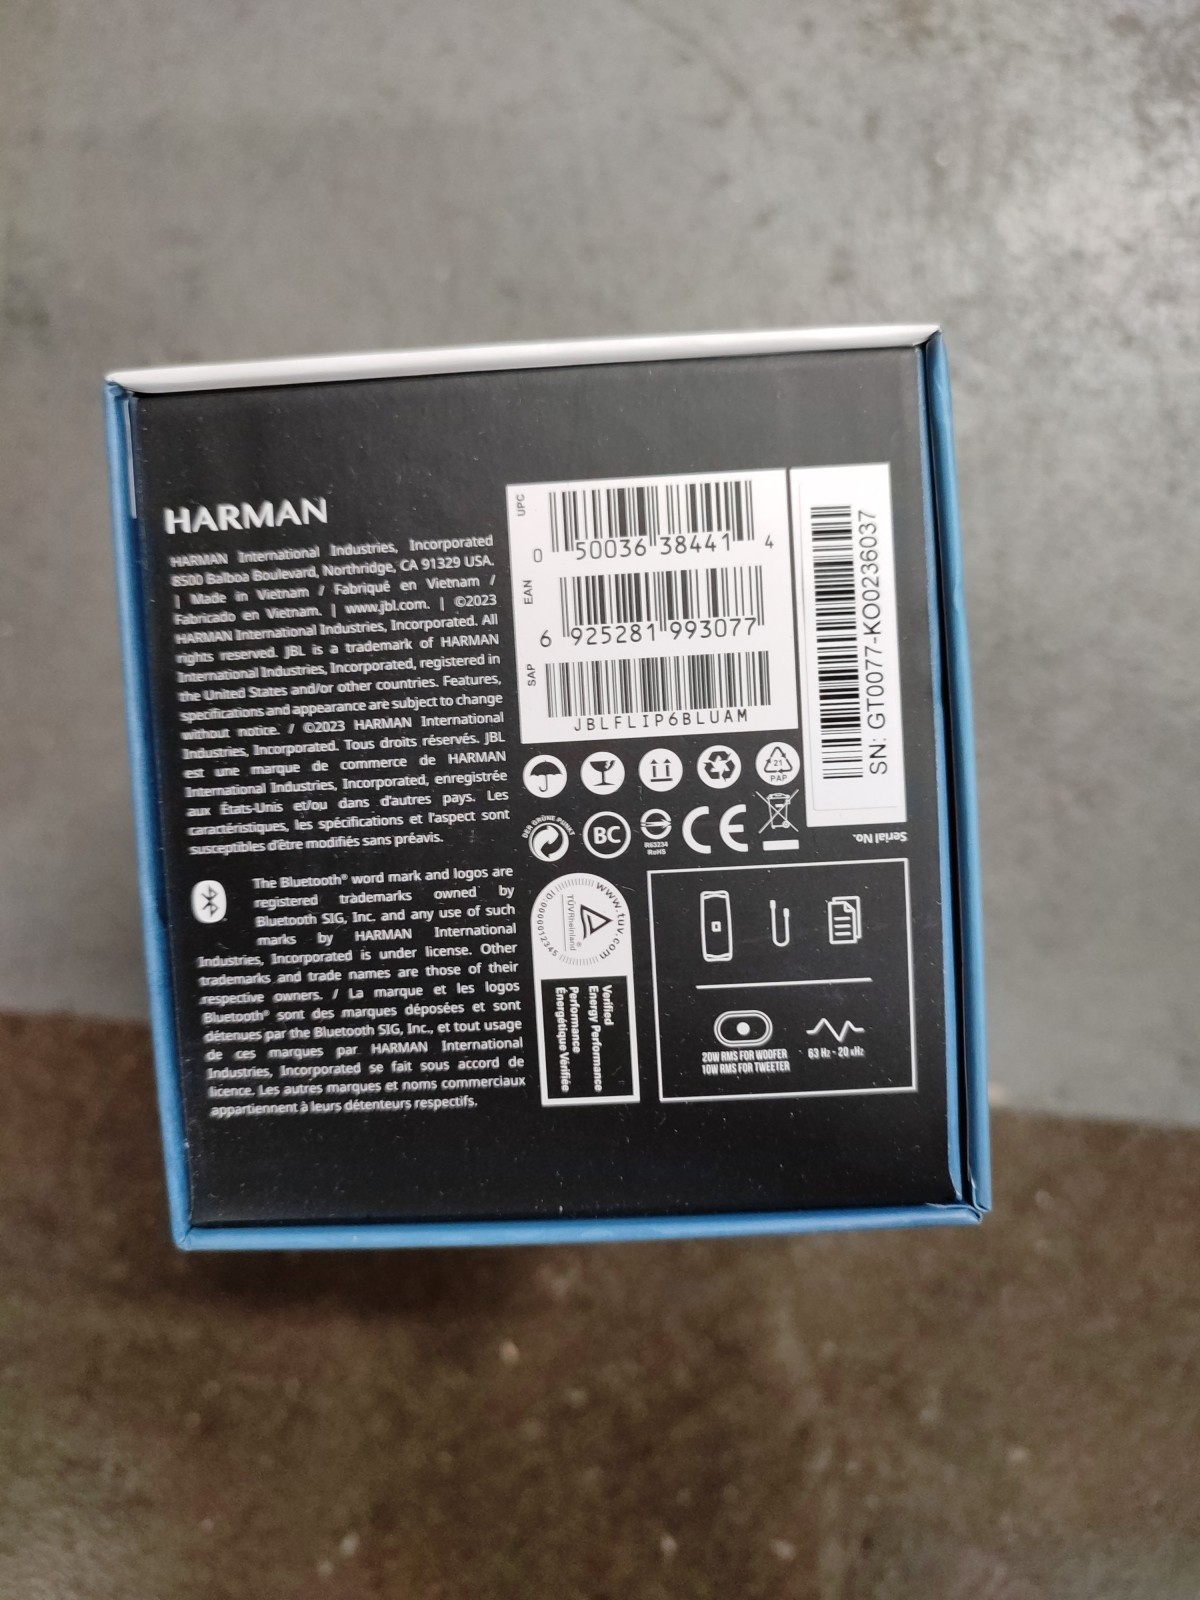 HARMAN
HARMAN International Industries, Incorporated
8500 Balboa Boulevard, Northridge, CA 91329 USA.
| Made in Vietnam / Fabriqué en Vietnam /
Fabricado en Vietnam. | www.jbl.com. | ©2023
HARMAN International Industries, Incorporated. All
rights reserved. JBL is a trademark of HARMAN
International Industries, Incorporated, registered in
the United States and/or other countries. Features,
specifications and appearance are subject to change
without notice. / ©2023 HARMAN International
Industries, Incorporated. Tous droits réservés. JBL
est une marque de commerce de HARMAN
International Industries, Incorporated, enregistrée
aux États-Unis et/ou dans d'autres pays. Les
caractéristiques, les spécifications et l'aspect sont
susceptibles d'être modifiés sans préavis.
The Bluetooth® word mark and logos are
registered trademarks owned by
Bluetooth SIG, Inc. and any use of such
marks by HARMAN International
Industries, Incorporated is under license. Other
trademarks and trade names are those of their
respective owners. / La marque et les logos
Bluetooth® sont des marques déposées et sont
détenues par the Bluetooth SIG, Inc., et tout usage
de ces marques par HARMAN International
Industries, Incorporated se fait sous accord de
licence. Les autres marques et noms commerciaux
appartiennent à leurs détenteurs respectifs.
UPC
0 50036 38441 4
EAN
6 925281 993077
SAP
JBLFLIP6BLUAM
SN: GT0077-KO0236037
Serial No.
21
PAP
DER GRÜNE PUNKT
BC
R63234
RoHS
CE
www.tuv.com
TÜVRheinland®
ID 0000012345
Verified
Energy Performance
Performance
Énergétique Vérifiée
20W RMS FOR WOOFER
10W RMS FOR TWEETER
63 Hz - 20 kHz